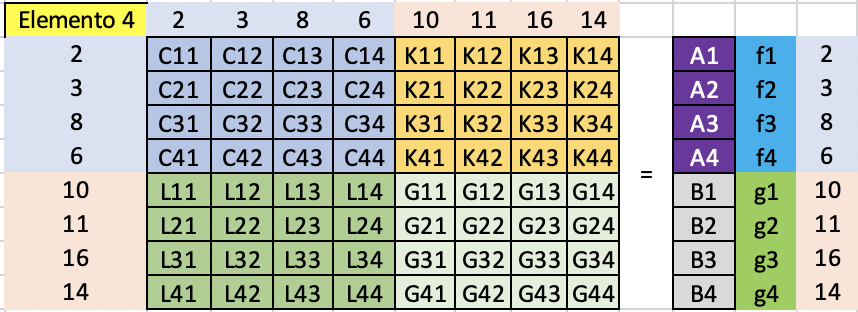 Elemento 4 2 3 8 6 10 11 16 14
2 C11 C12 C13 C14 K11 K12 K13 K14 A1 f1 2
3 C21 C22 C23 C24 K21 K22 K23 K24 A2 f2 3
8 C31 C32 C33 C34 K31 K32 K33 K34 A3 f3 8
6 C41 C42 C43 C44 K41 K42 K43 K44 A4 f4 6
=
10 L11 L12 L13 L14 G11 G12 G13 G14 B1 g1 10
11 L21 L22 L23 L24 G21 G22 G23 G24 B2 g2 11
16 L31 L32 L33 L34 G31 G32 G33 G34 B3 g3 16
14 L41 L42 L43 L44 G41 G42 G43 G44 B4 g4 14